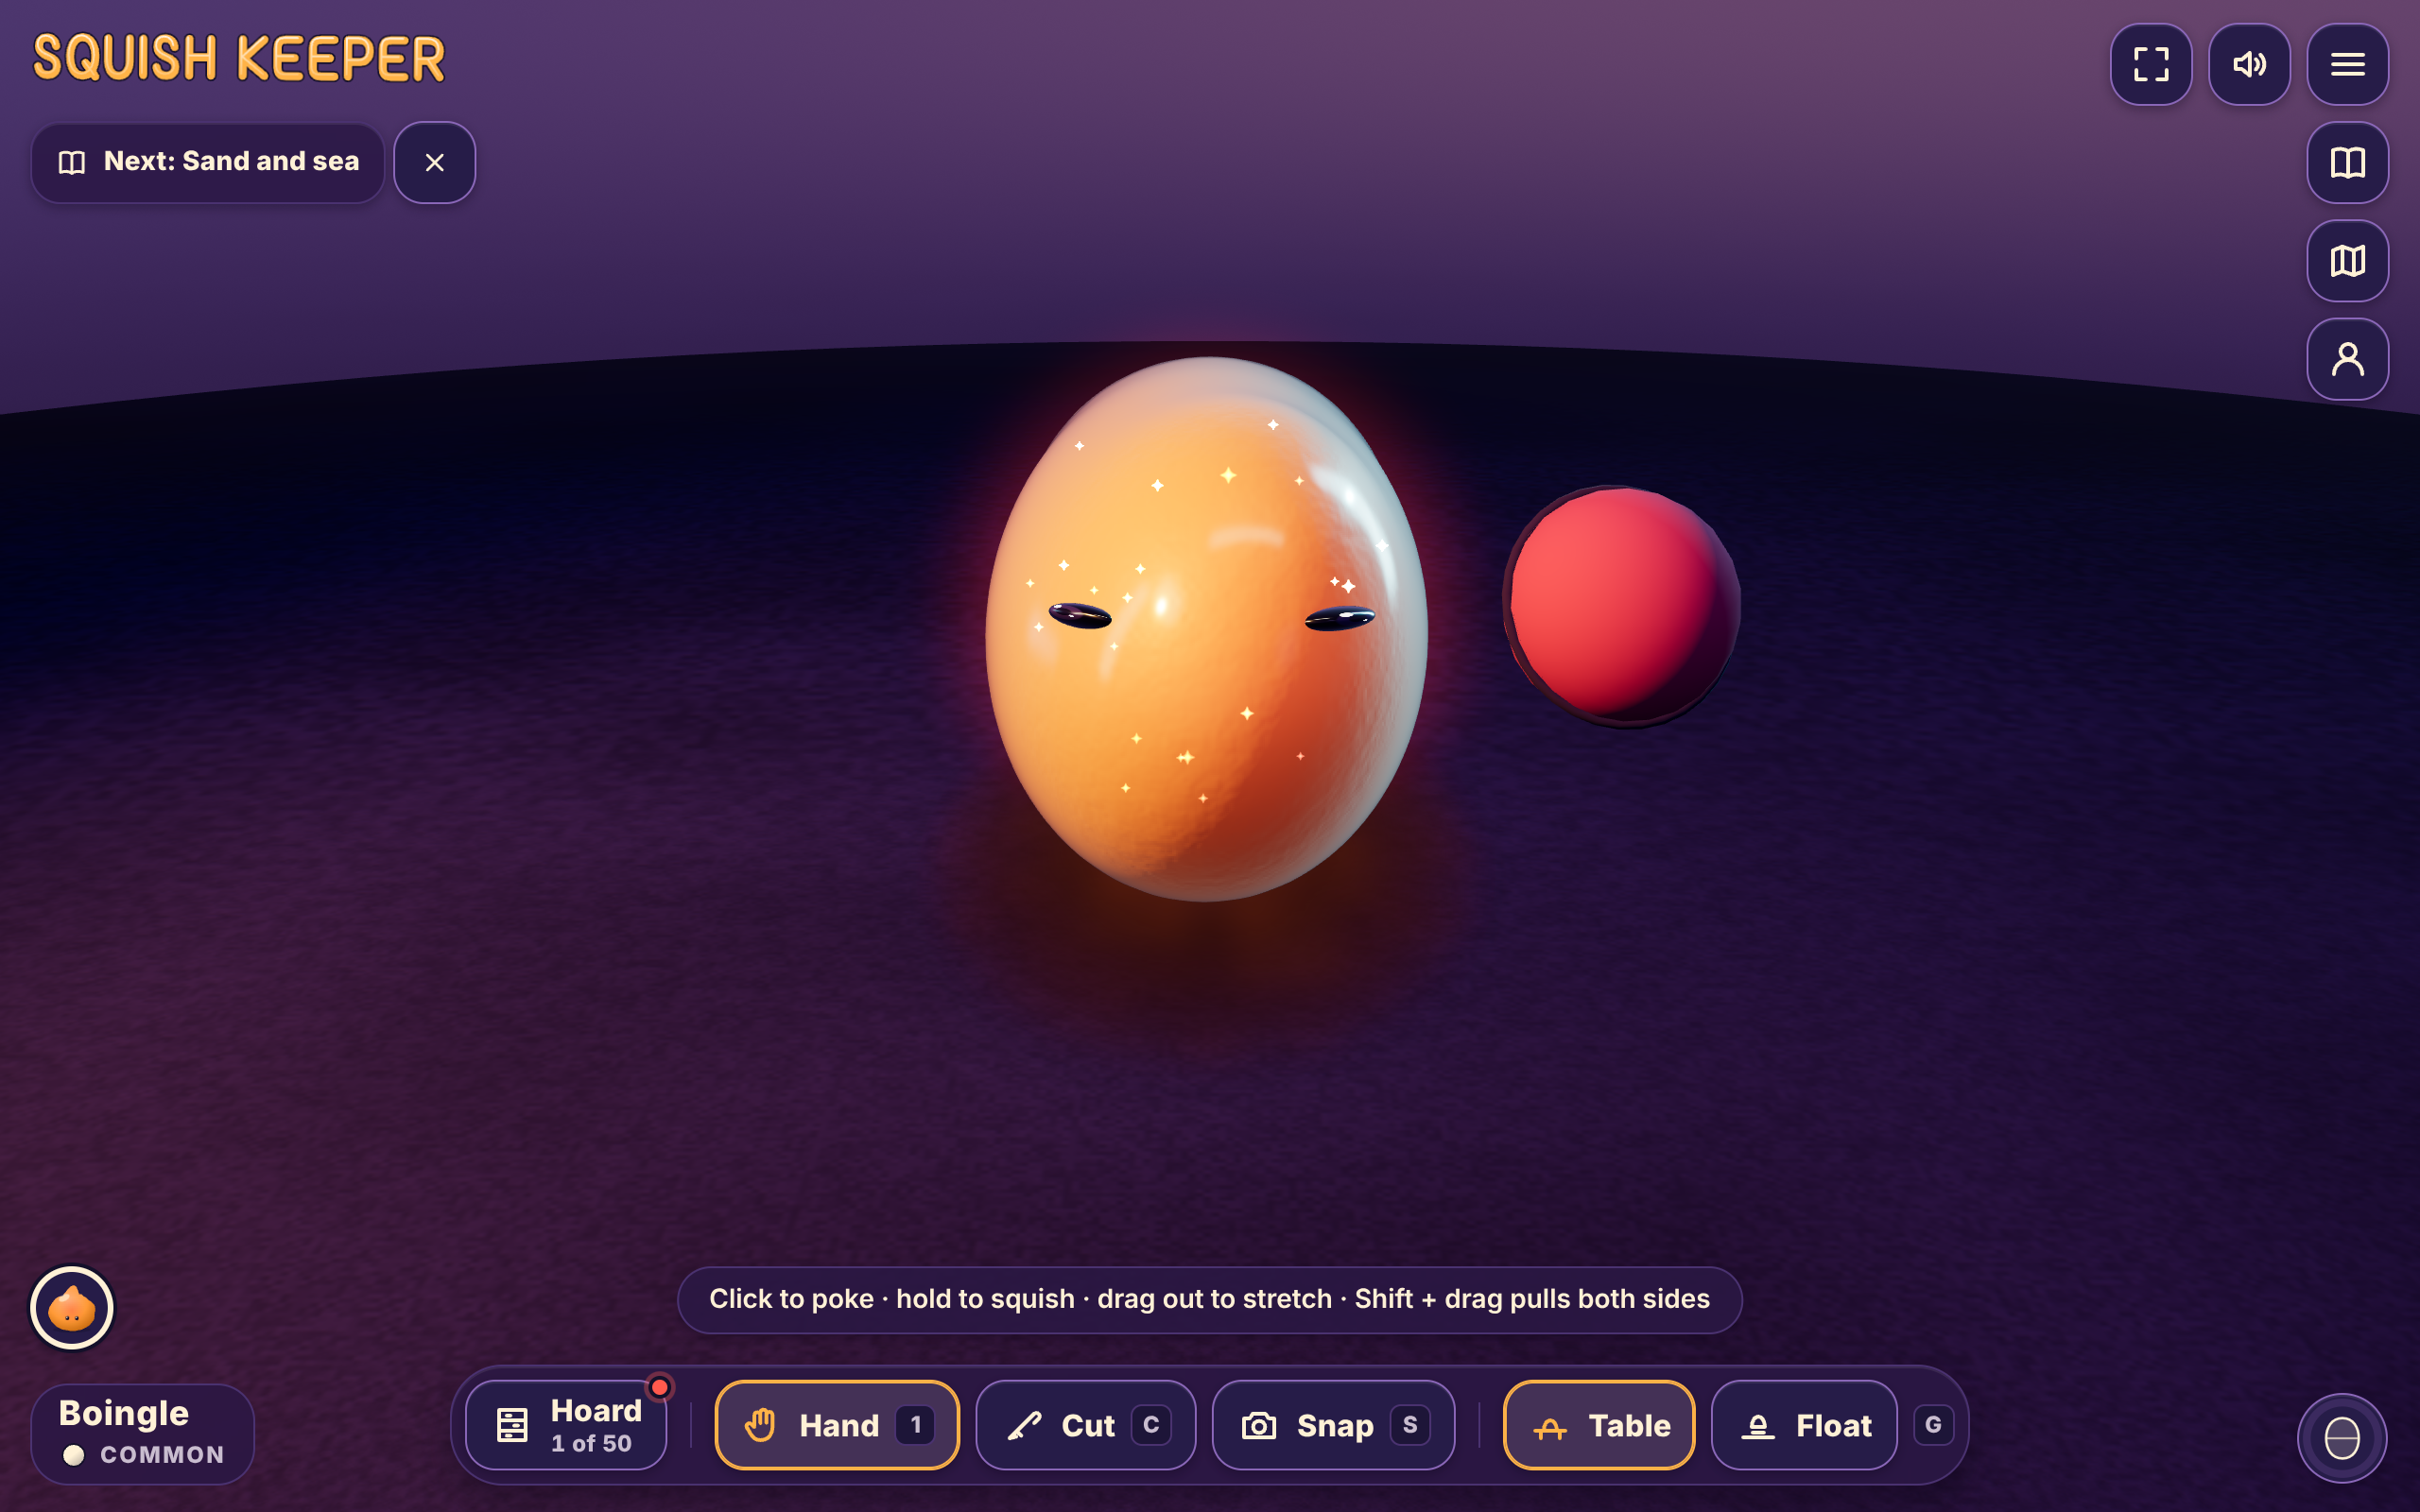 SQUISH KEEPER
Next: Sand and sea
Click to poke · hold to squish · drag out to stretch · Shift + drag pulls both sides
Boingle
COMMON
Hoard
1 of 50
Hand 1
Cut C
Snap S
Table
Float G